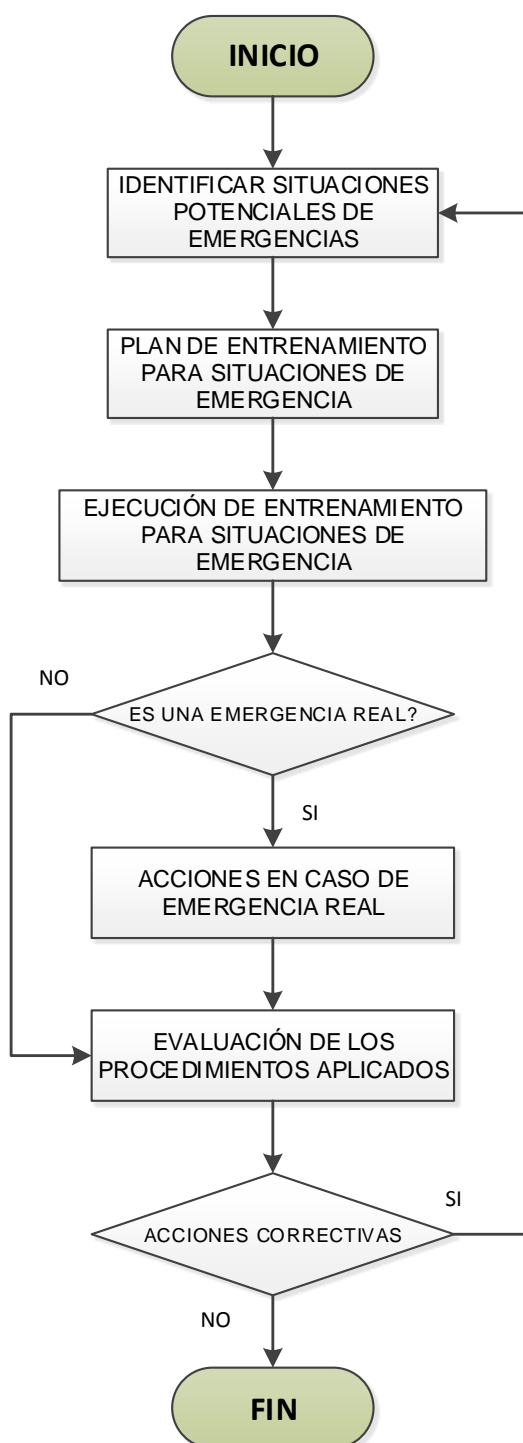 INICIO
IDENTIFICAR SITUACIONES
POTENCIALES DE
EMERGENCIAS
PLAN DE ENTRENAMIENTO
PARA SITUACIONES DE
EMERGENCIA
EJECUCIÓN DE ENTRENAMIENTO
PARA SITUACIONES DE
EMERGENCIA
NO
ES UNA EMERGENCIA REAL?
SI
ACCIONES EN CASO DE
EMERGENCIA REAL
EVALUACIÓN DE LOS
PROCEDIMIENTOS APLICADOS
SI
ACCIONES CORRECTIVAS
NO
FIN